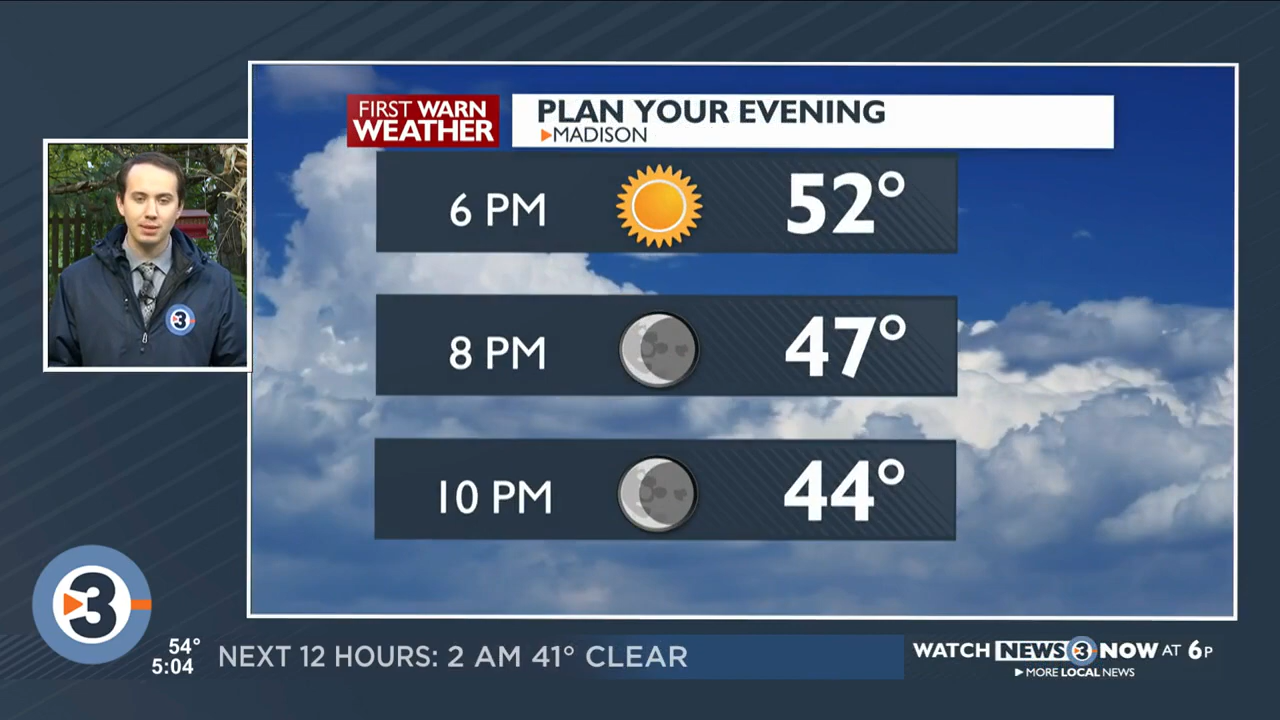 FIRST WARN
WEATHER
PLAN YOUR EVENING
MADISON
6 PM 52°
8 PM 47°
10 PM 44°
3
3
54°
5:04
NEXT 12 HOURS: 2 AM 41° CLEAR
WATCH NEWS 3 NOW AT 6P
MORE LOCAL NEWS